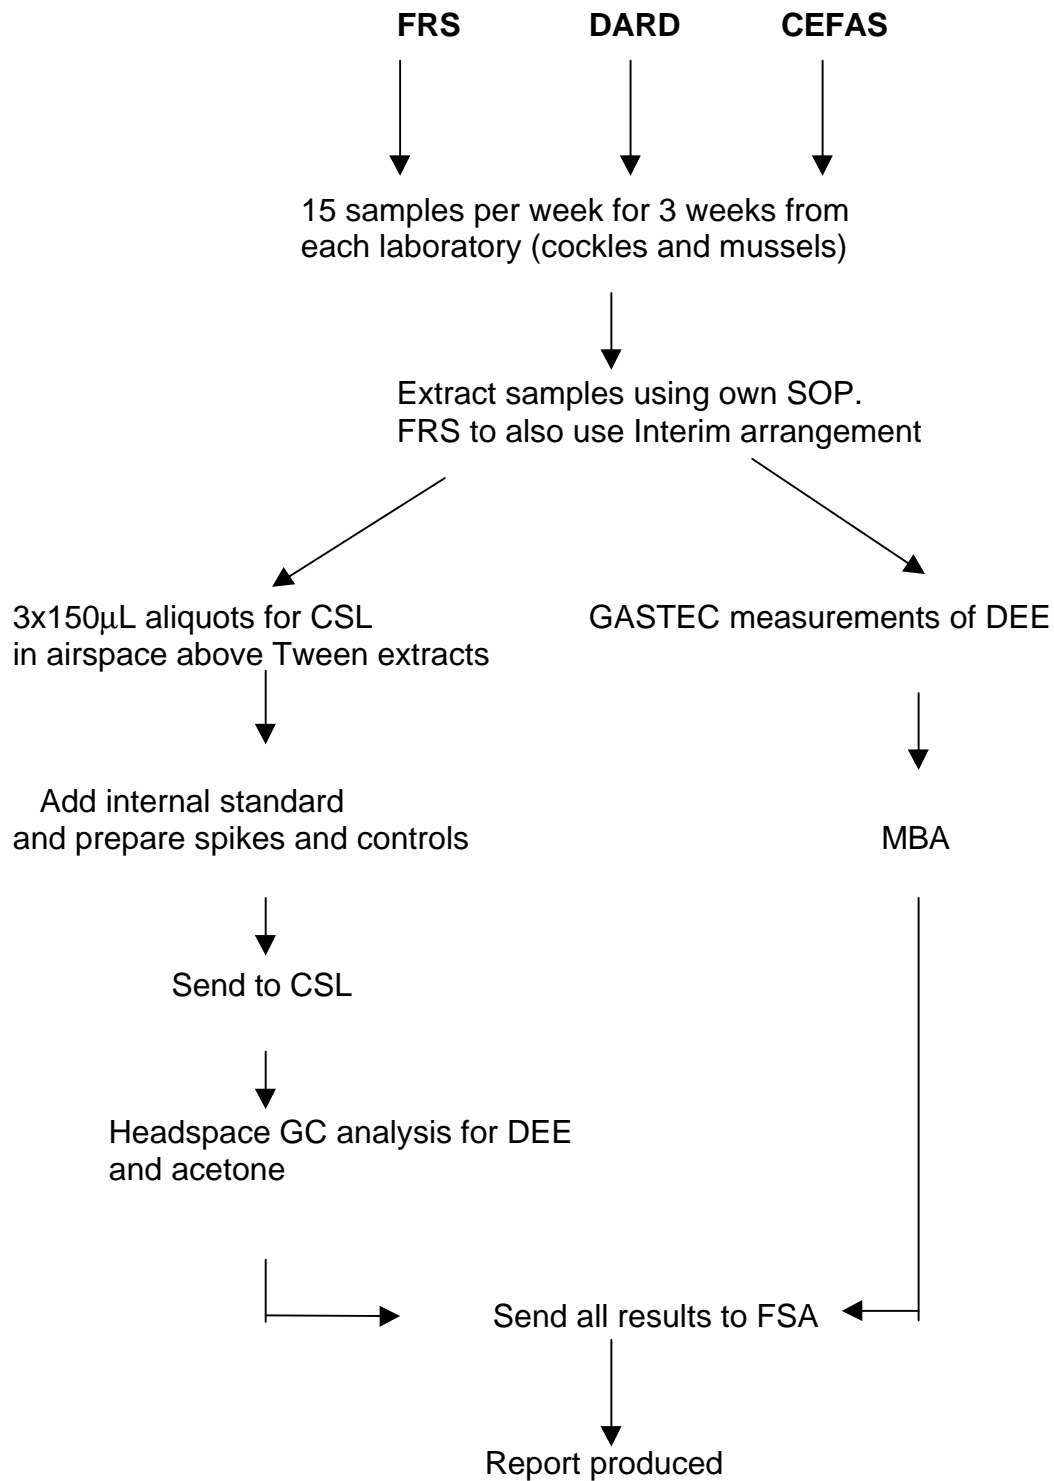 FRS DARD CEFAS
15 samples per week for 3 weeks from
each laboratory (cockles and mussels)
Extract samples using own SOP.
FRS to also use Interim arrangement
3x150μL aliquots for CSL
in airspace above Tween extracts
GASTEC measurements of DEE
Add internal standard
and prepare spikes and controls
MBA
Send to CSL
Headspace GC analysis for DEE
and acetone
Send all results to FSA
Report produced